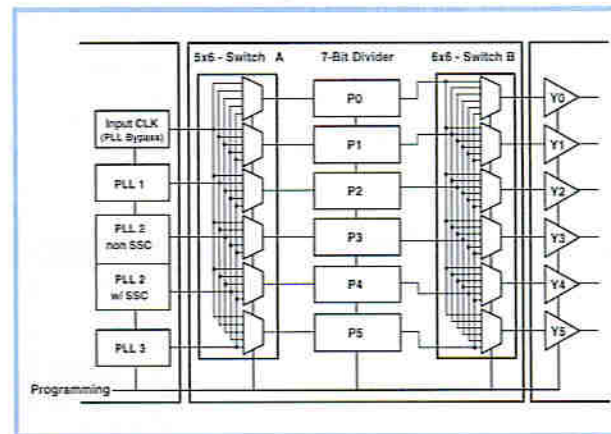 5x6 - Switch A
7-Bit Divider
6x6 - Switch B
Input CLK
(PLL Bypass)
PLL 1
PLL 2
non SSC
PLL 2
w/ SSC
PLL 3
P0
P1
P2
P3
P4
P5
Y0
Y1
Y2
Y3
Y4
Y5
Programming